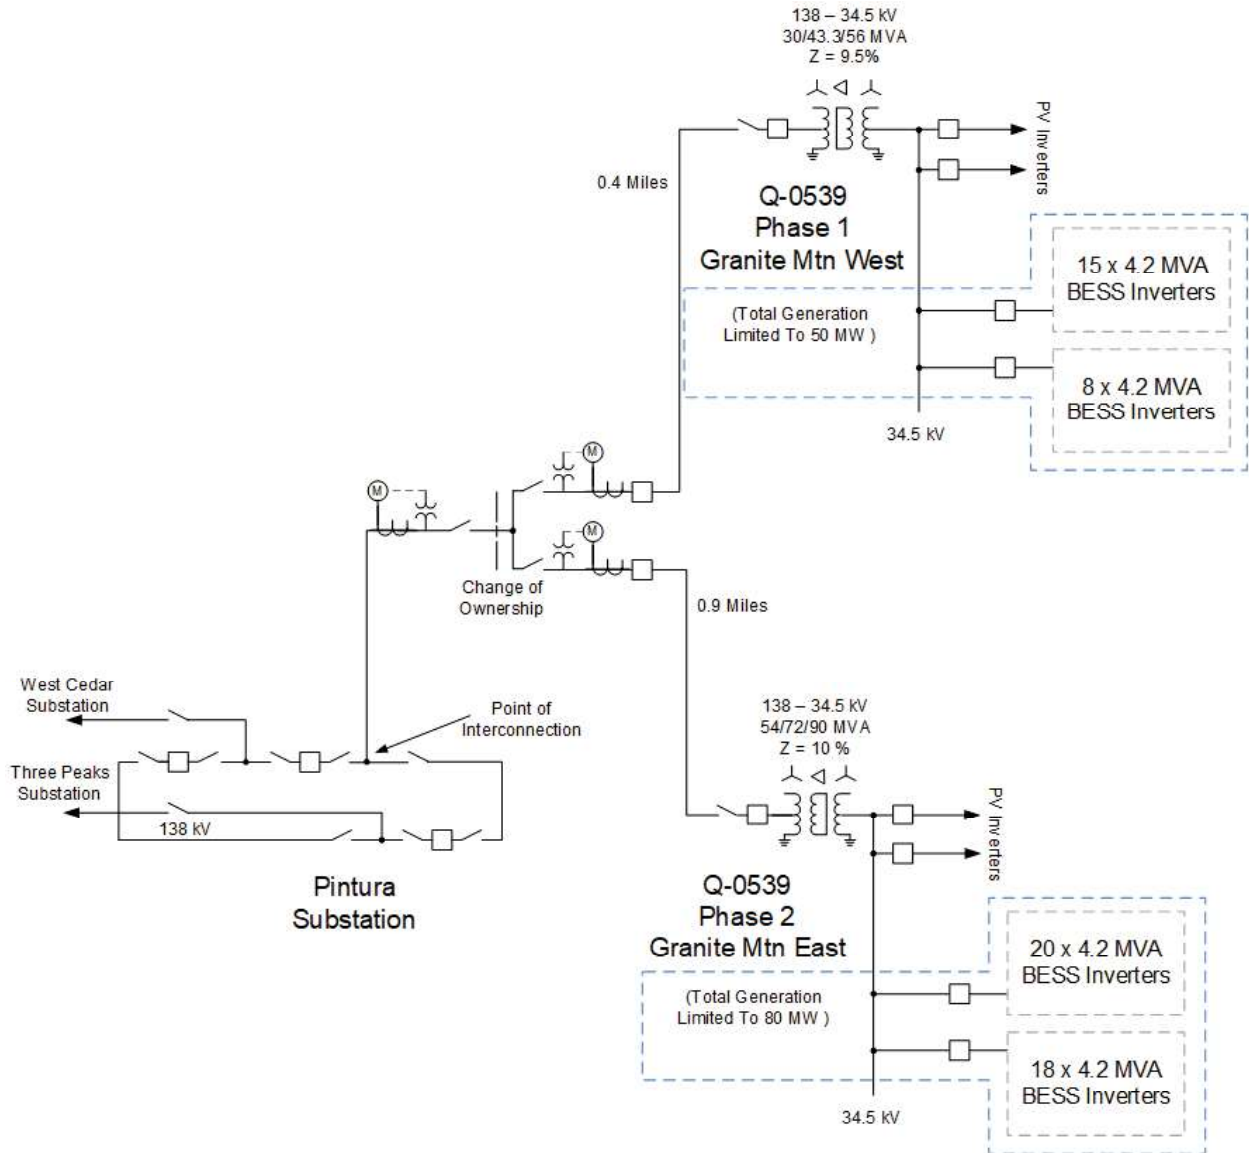 138 – 34.5 kV
30/43.3/56 MVA
Z = 9.5%
PV Inverters
0.4 Miles
Q-0539
Phase 1
Granite Mtn West
(Total Generation
Limited To 50 MW )
15 x 4.2 MVA
BESS Inverters
8 x 4.2 MVA
BESS Inverters
34.5 kV
M
M
M
Change of
Ownership
0.9 Miles
West Cedar
Substation
Point of
Interconnection
Three Peaks
Substation
138 kV
Pintura
Substation
138 – 34.5 kV
54/72/90 MVA
Z = 10 %
PV Inverters
Q-0539
Phase 2
Granite Mtn East
(Total Generation
Limited To 80 MW )
20 x 4.2 MVA
BESS Inverters
18 x 4.2 MVA
BESS Inverters
34.5 kV